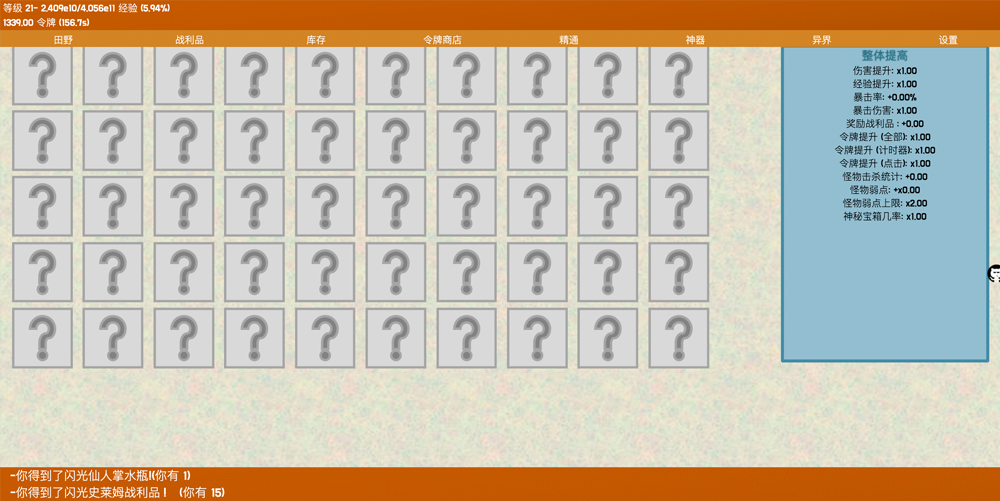 等级 21- 2.409e10/4.056e11 经验 (5.94%)
1339.00 令牌 (156.7s)
田野 战利品 库存 令牌商店 精通 神器 异界 设置
整体提高
伤害提升: x1.00
经验提升: x1.00
暴击率: +0.00%
暴击伤害: x1.00
奖励战利品 : +0.00
令牌提升 (全部): x1.00
令牌提升 (计时器): x1.00
令牌提升 (点击): x1.00
怪物击杀统计: +0.00
怪物弱点: +x0.00
怪物弱点上限: x2.00
神秘宝箱几率: x1.00
-你得到了闪光仙人掌水瓶!(你有 1)
-你得到了闪光史莱姆战利品 ! (你有 15)